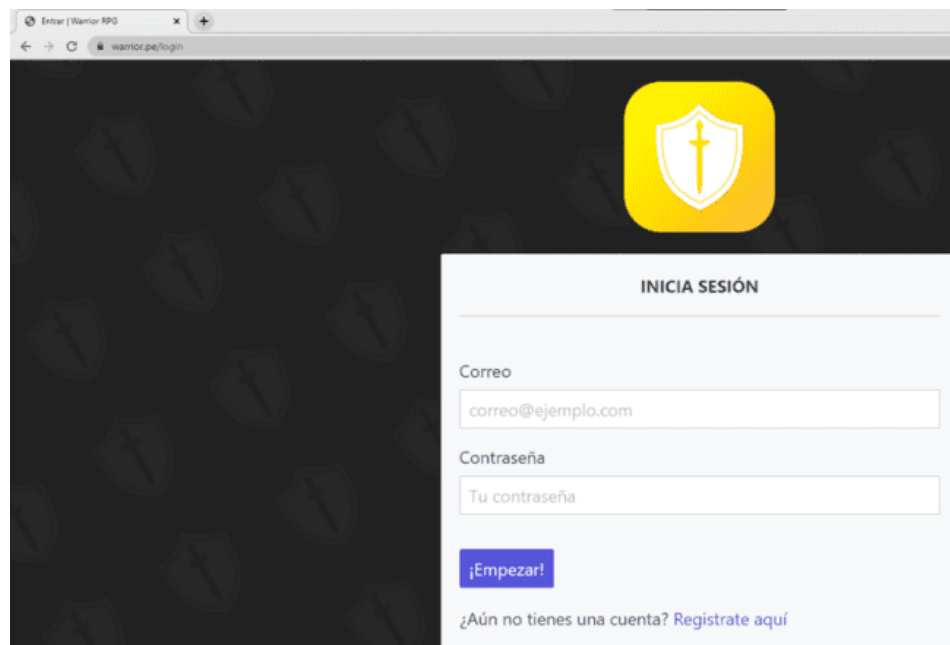 Entrar | Warrior RPG
warrior.pe/login
INICIA SESIÓN
Correo
correo@ejemplo.com
Contraseña
Tu contraseña
¡Empezar!
¿Aún no tienes una cuenta? Registrate aquí